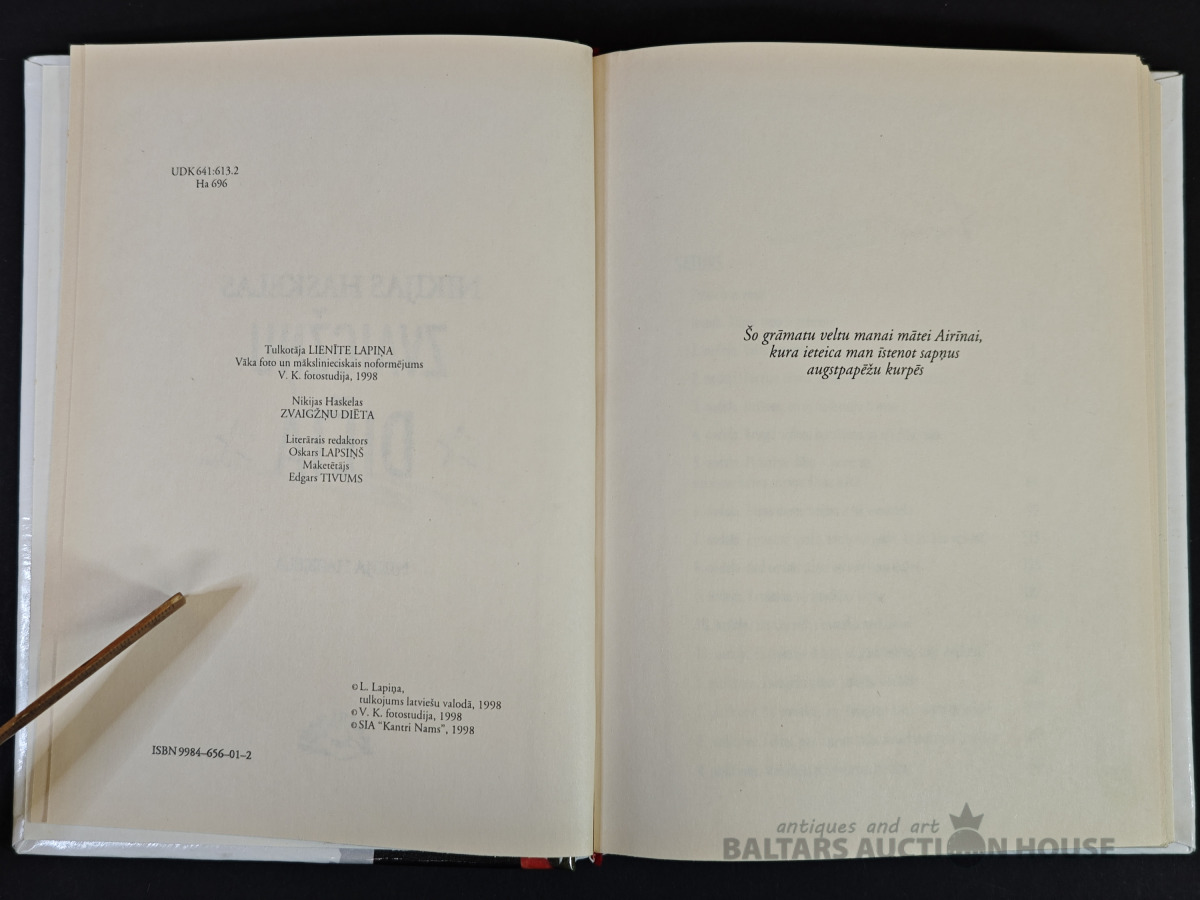 UDK 641:613.2
Ha 696
Tulkotāja LIENĪTE LAPIŅA
Vāka foto un mākslinieciskais noformējums
V. K. fotostudija, 1998
Nikijas Haskelas
ZVAIGŽŅU DIĒTA
Literārais redaktors
Oskars LAPSIŅŠ
Maketētājs
Edgars TIVUMS
© L. Lapiņa,
tulkojums latviešu valodā, 1998
© V. K. fotostudija, 1998
© SIA "Kantri Nams", 1998
ISBN 9984–656–01–2
Šo grāmatu veltu manai mātei Airīnai,
kura ieteica man īstenot sapņus
augstpapēžu kurpēs
antiques and art
BALTARS AUCTION HOUSE